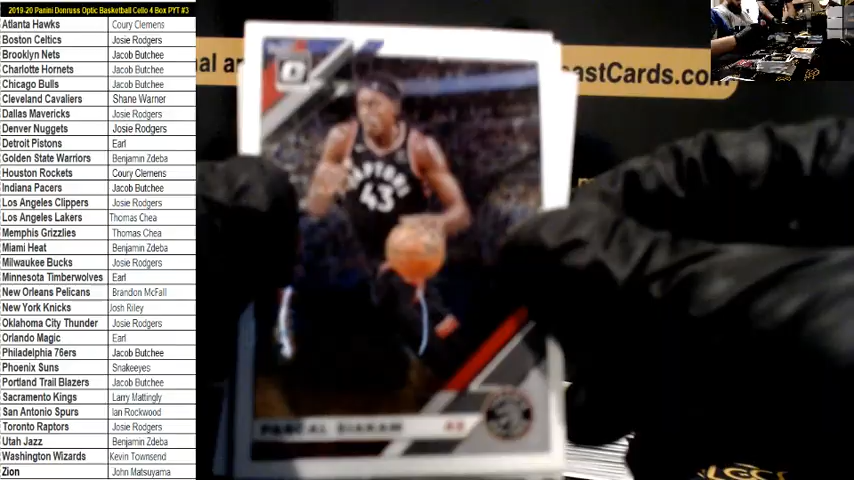 2019-20 Panini Donruss Optic Basketball Cello 4 Box PYT #3
Atlanta Hawks Coury Clemens
Boston Celtics Josie Rodgers
Brooklyn Nets Jacob Butchee
Charlotte Hornets Jacob Butchee
Chicago Bulls Jacob Butchee
Cleveland Cavaliers Shane Warner
Dallas Mavericks Josie Rodgers
Denver Nuggets Josie Rodgers
Detroit Pistons Earl
Golden State Warriors Benjamin Zdeba
Houston Rockets Coury Clemens
Indiana Pacers Jacob Butchee
Los Angeles Clippers Josie Rodgers
Los Angeles Lakers Thomas Chea
Memphis Grizzlies Thomas Chea
Miami Heat Benjamin Zdeba
Milwaukee Bucks Josie Rodgers
Minnesota Timberwolves Earl
New Orleans Pelicans Brandon McFall
New York Knicks Josh Riley
Oklahoma City Thunder Josie Rodgers
Orlando Magic Earl
Philadelphia 76ers Jacob Butchee
Phoenix Suns Snakeeyes
Portland Trail Blazers Jacob Butchee
Sacramento Kings Larry Mattingly
San Antonio Spurs Ian Rockwood
Toronto Raptors Josie Rodgers
Utah Jazz Benjamin Zdeba
Washington Wizards Kevin Townsend
Zion John Matsuyama
astCards.com
43
PASCAL SIAKAM